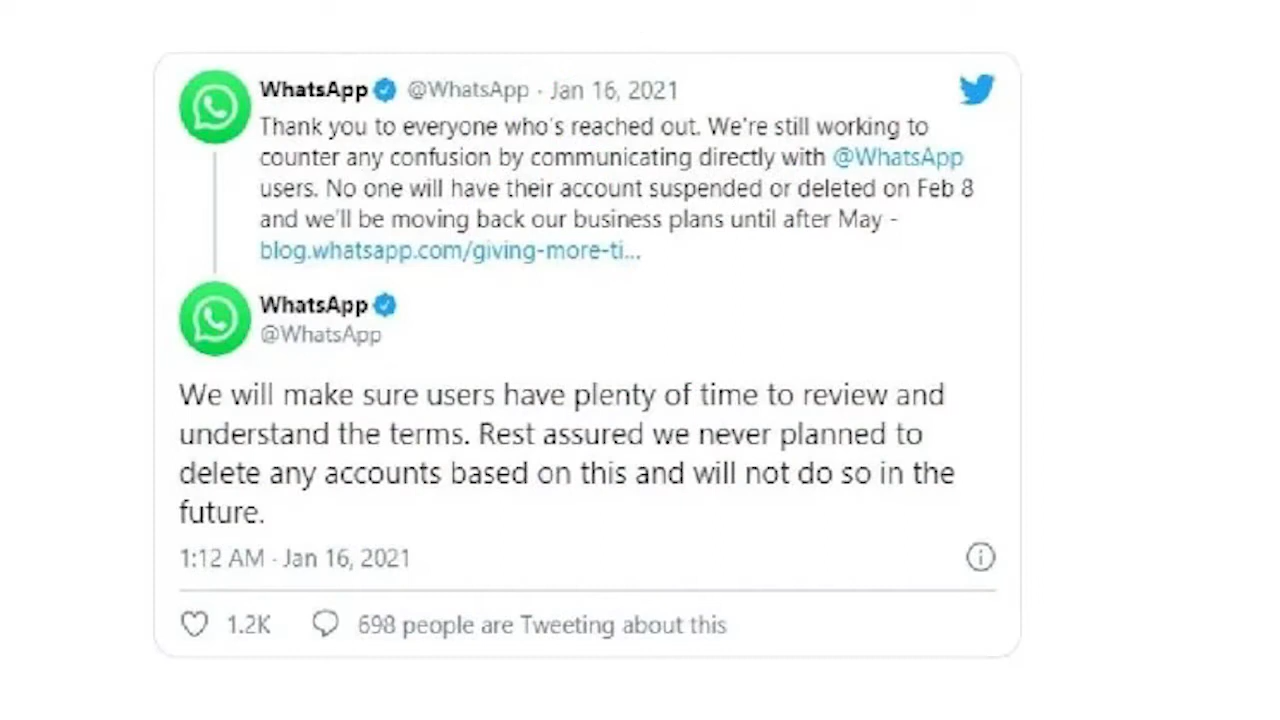 WhatsApp @WhatsApp · Jan 16, 2021
Thank you to everyone who's reached out. We're still working to
counter any confusion by communicating directly with @WhatsApp
users. No one will have their account suspended or deleted on Feb 8
and we'll be moving back our business plans until after May -
blog.whatsapp.com/giving-more-ti...
WhatsApp
@WhatsApp
We will make sure users have plenty of time to review and
understand the terms. Rest assured we never planned to
delete any accounts based on this and will not do so in the
future.
1:12 AM · Jan 16, 2021
1.2K 698 people are Tweeting about this